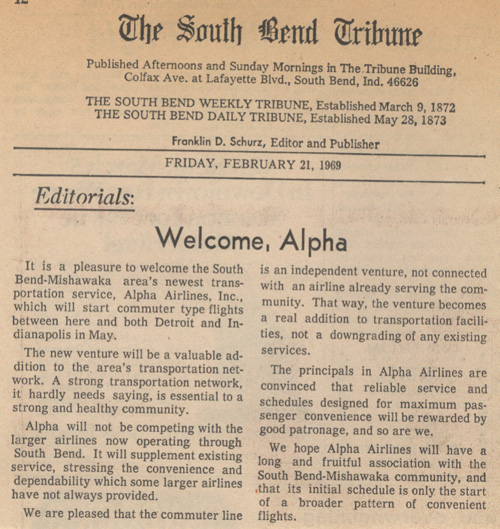 12
The South Bend Tribune
Published Afternoons and Sunday Mornings in The Tribune Building,
Colfax Ave. at Lafayette Blvd., South Bend, Ind. 46626
THE SOUTH BEND WEEKLY TRIBUNE, Established March 9, 1872
THE SOUTH BEND DAILY TRIBUNE, Established May 28, 1873
Franklin D. Schurz, Editor and Publisher
FRIDAY, FEBRUARY 21, 1969
Editorials:
Welcome, Alpha
It is a pleasure to welcome the South
Bend-Mishawaka area's newest trans-
portation service, Alpha Airlines, Inc.,
which will start commuter type flights
between here and both Detroit and In-
dianapolis in May.
The new venture will be a valuable ad-
dition to the area's transportation net-
work. A strong transportation network,
it hardly needs saying, is essential to a
strong and healthy community.
Alpha will not be competing with the
larger airlines now operating through
South Bend. It will supplement existing
service, stressing the convenience and
dependability which some larger airlines
have not always provided.
We are pleased that the commuter line
is an independent venture, not connected
with an airline already serving the com-
munity. That way, the venture becomes
a real addition to transportation facili-
ties, not a downgrading of any existing
services.
The principals in Alpha Airlines are
convinced that reliable service and
schedules designed for maximum pas-
senger convenience will be rewarded by
good patronage, and so are we.
We hope Alpha Airlines will have a
long and fruitful association with the
South Bend-Mishawaka community, and
that its initial schedule is only the start
of a broader pattern of convenient
flights.